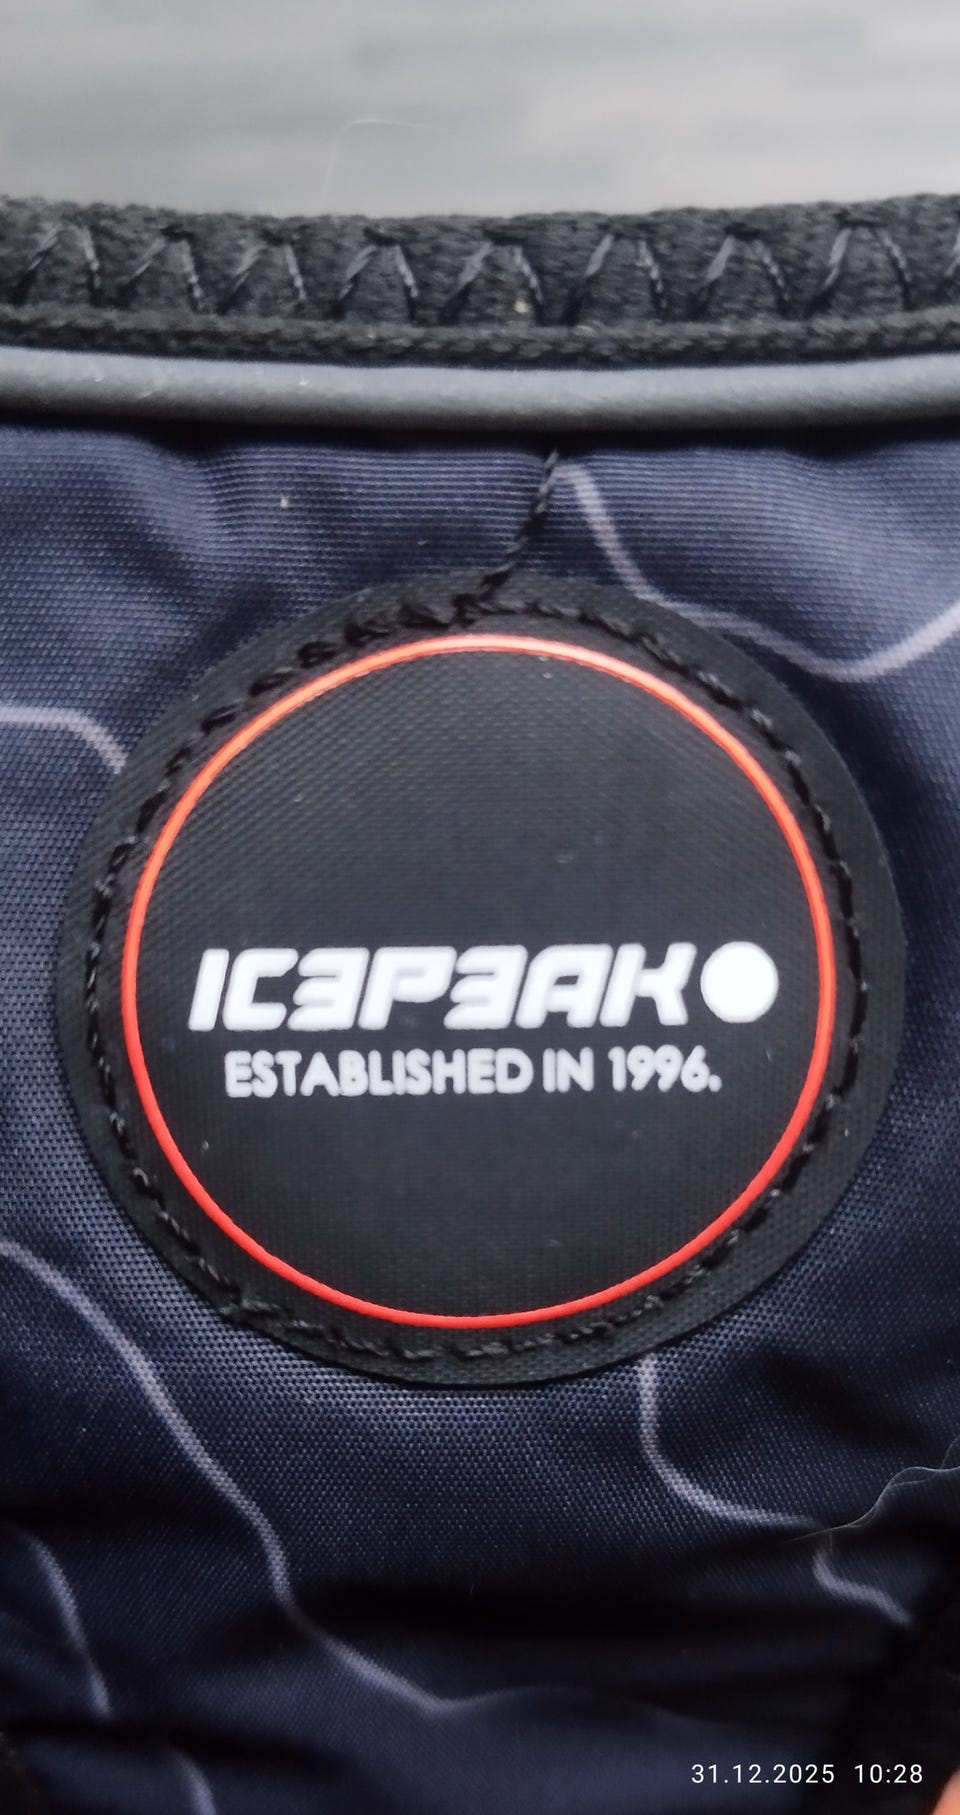 ICEPEAK
ESTABLISHED IN 1996.
31.12.2025 10:28